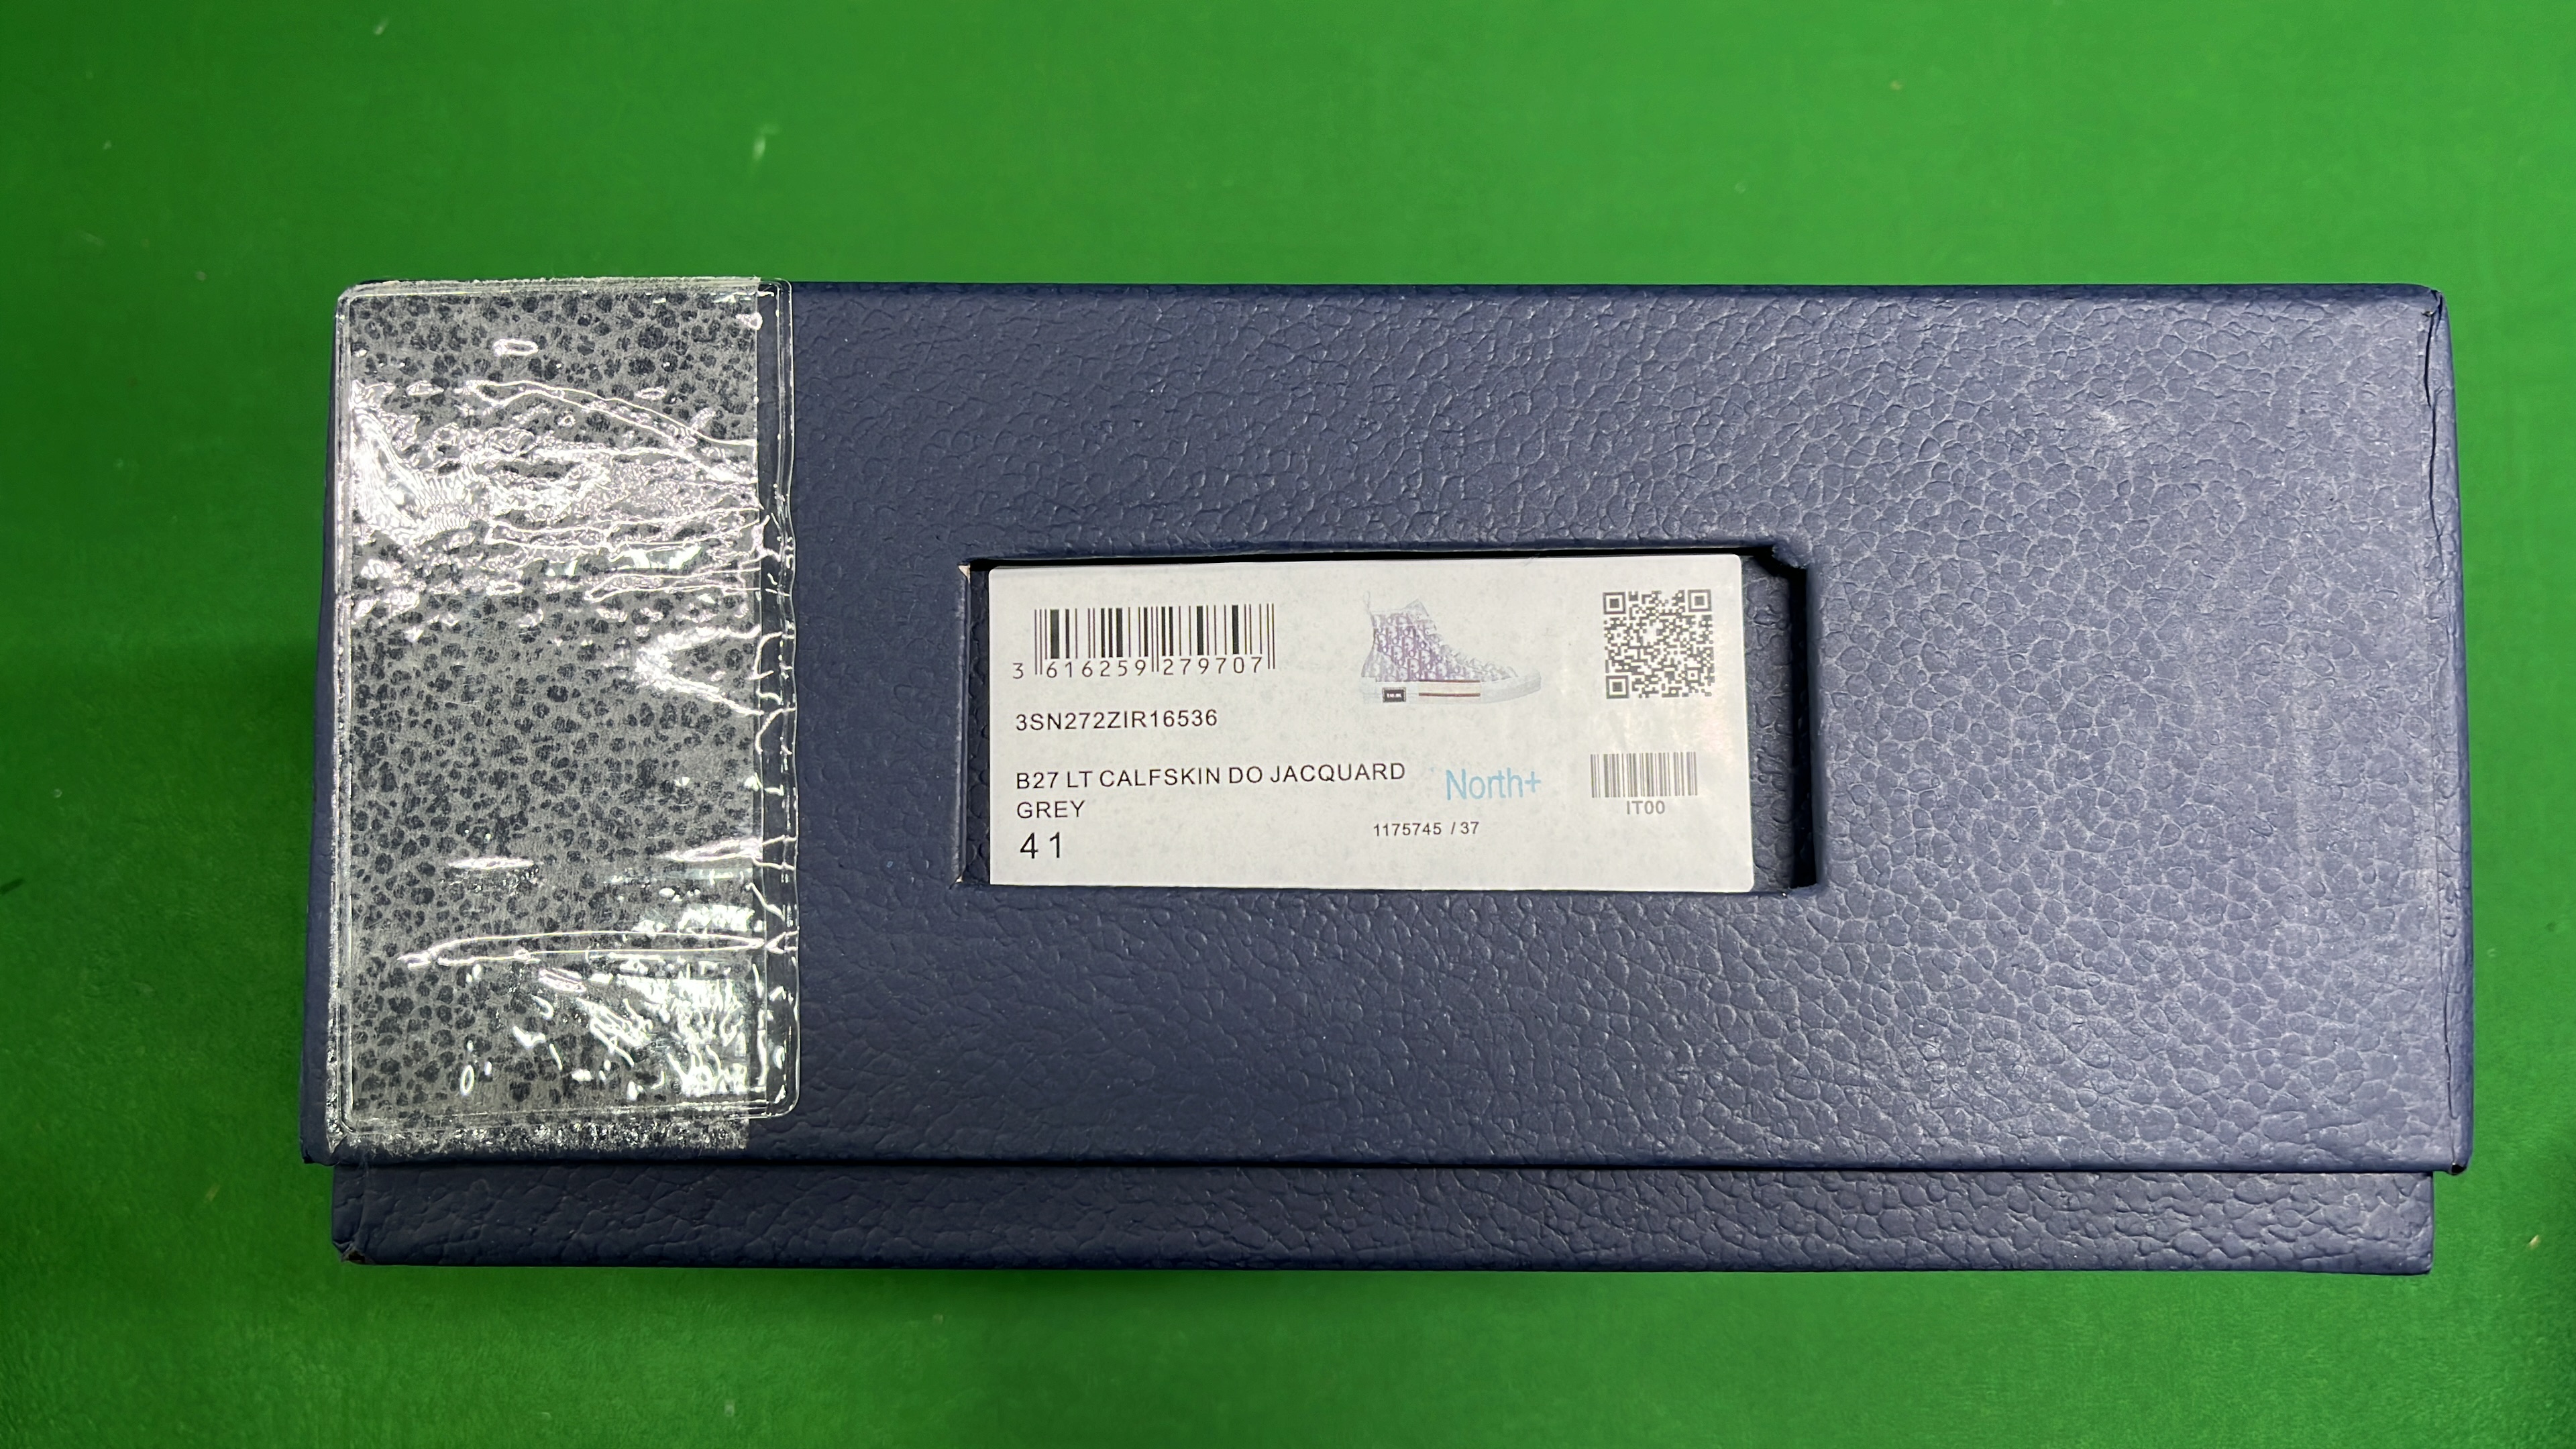 3 616259 279707
3SN272ZIR16536
B27 LT CALFSKIN DO JACQUARD
GREY
41
North+
1175745 / 37
IT00